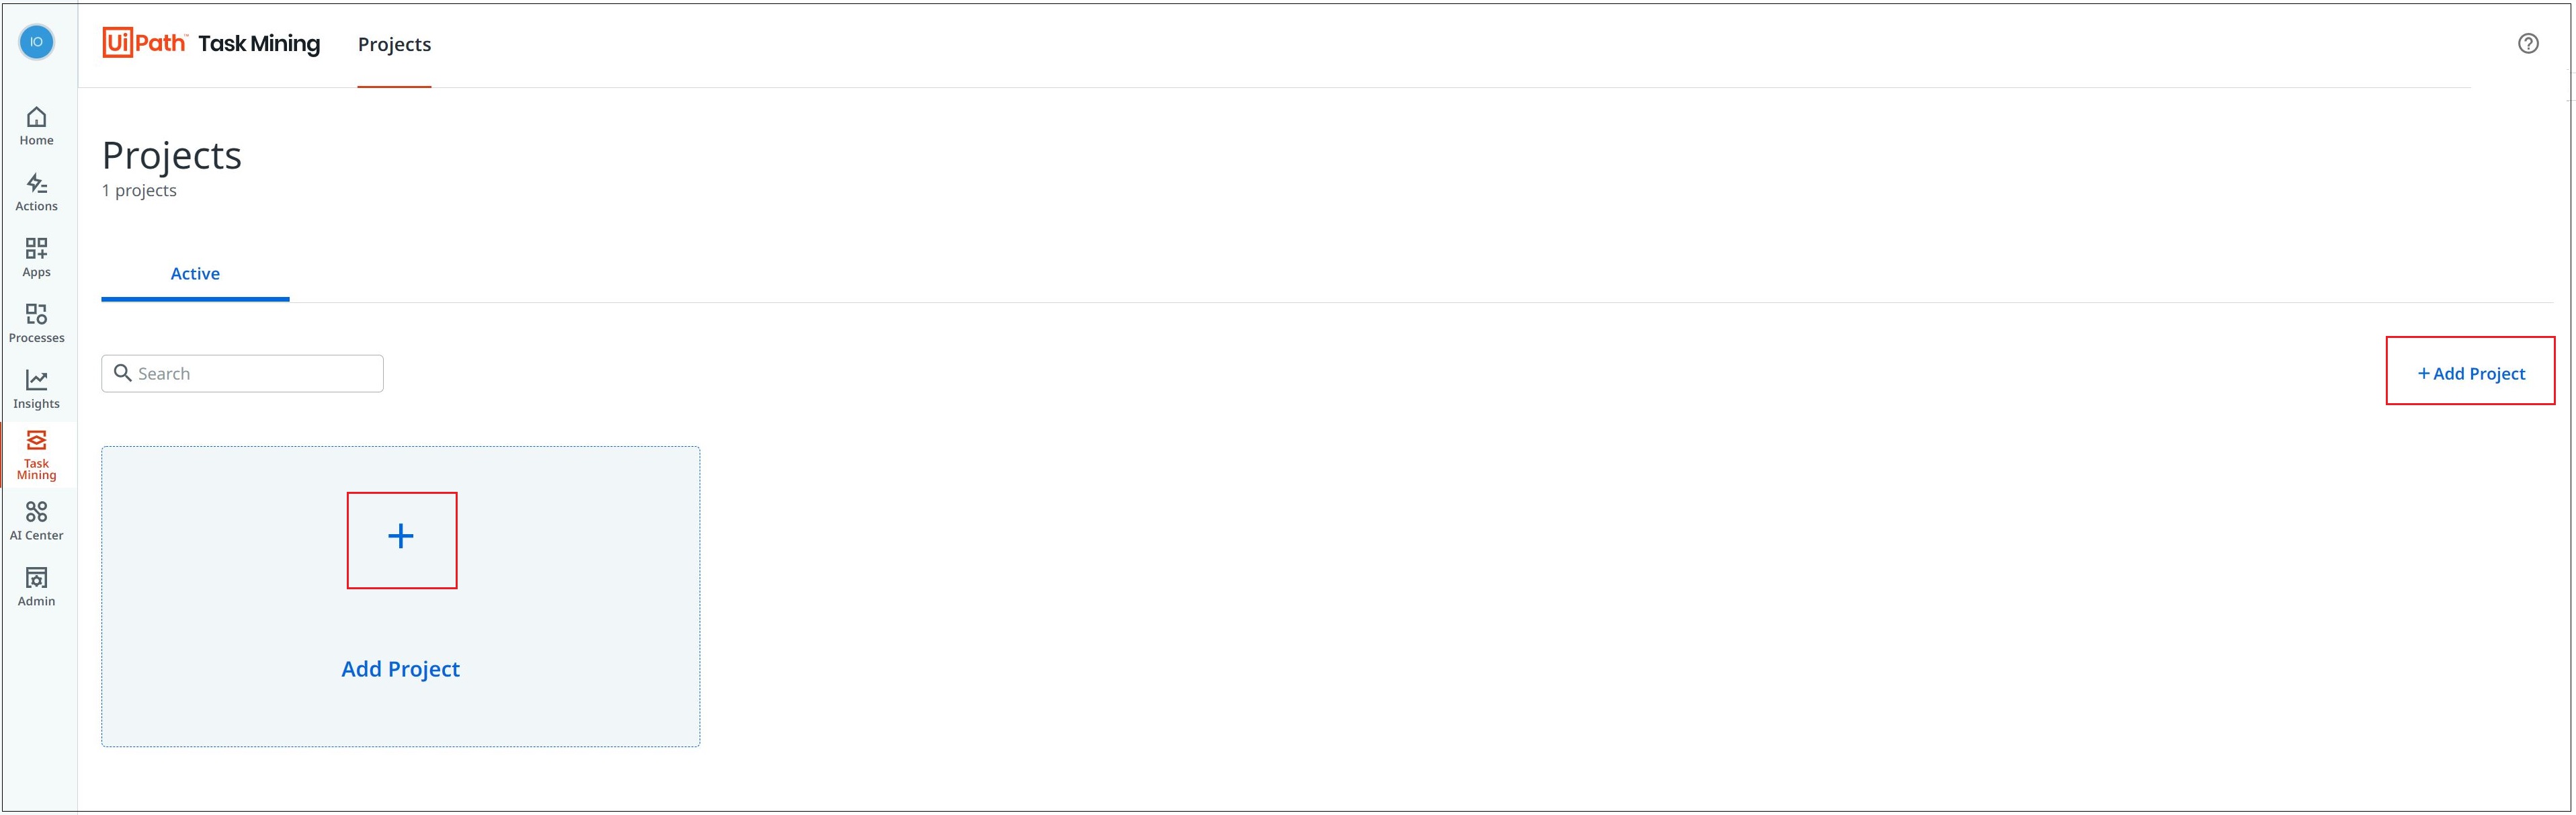 IO
UiPath™ Task Mining
Projects
Home
Actions
Apps
Processes
Insights
Task
Mining
AI Center
Admin
Projects
1 projects
Active
Search
+ Add Project
+
Add Project